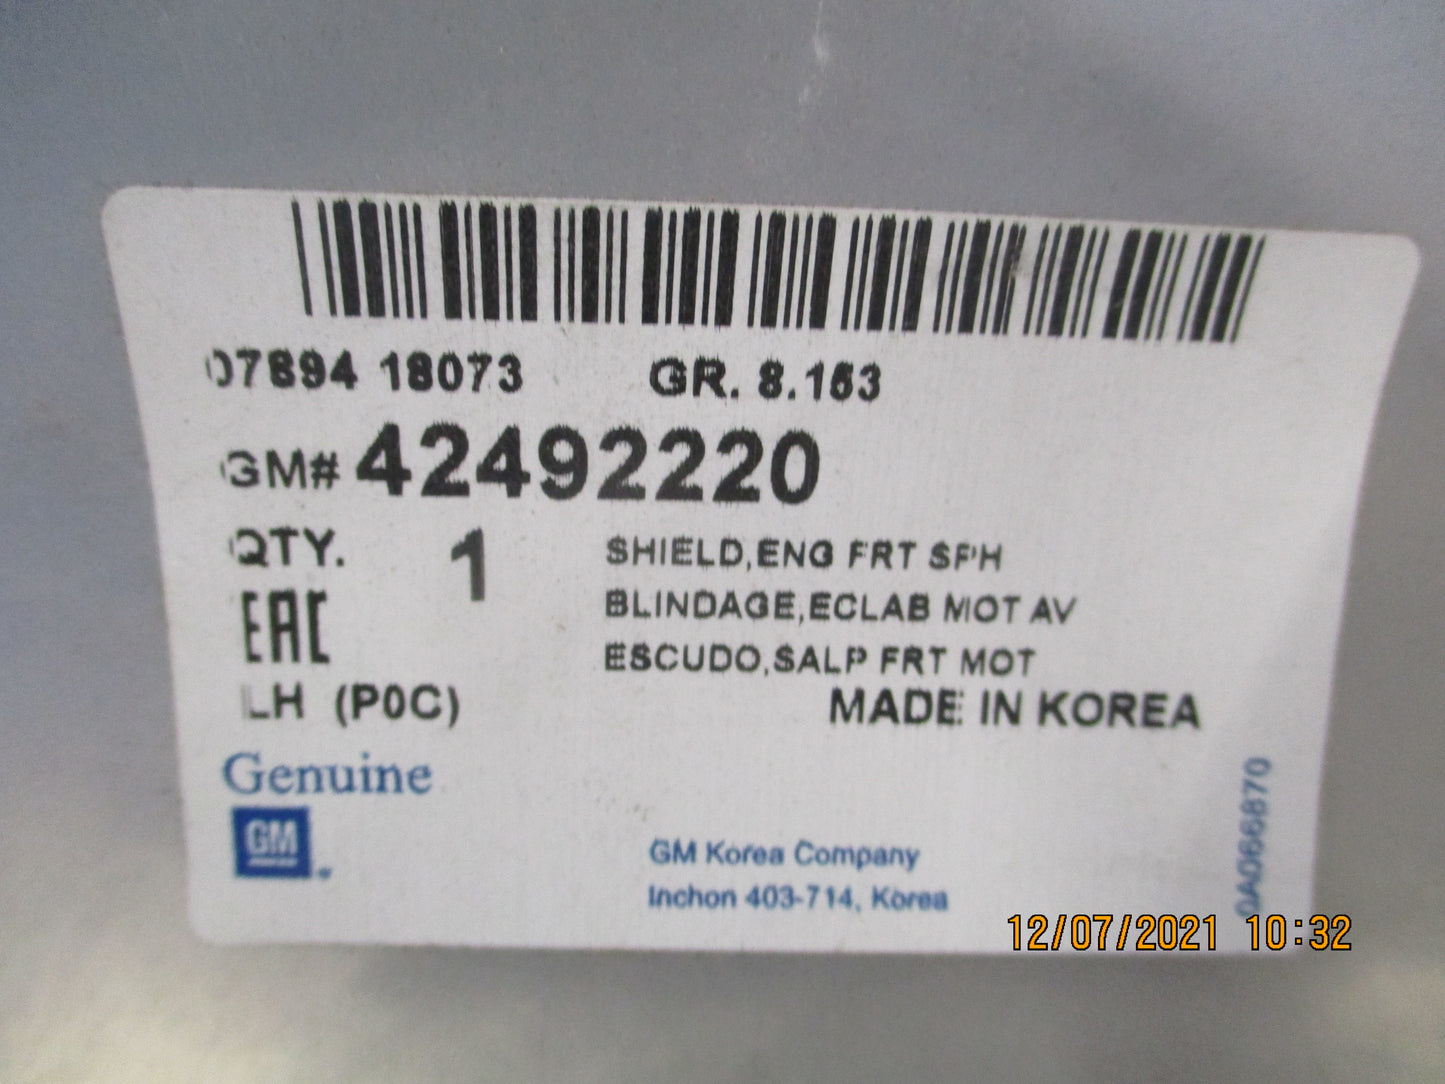 07894 18073 GR. 8.153
GM# 42492220
QTY. 1 SHIELD,ENG FRT SPH
EAC BLINDAGE,ECLAB MOT AV
ESCUDO,SALP FRT MOT
LH (P0C) MADE IN KOREA
Genuine
GM
GM Korea Company
Inchon 403-714, Korea
0A066870
12/07/2021 10:32